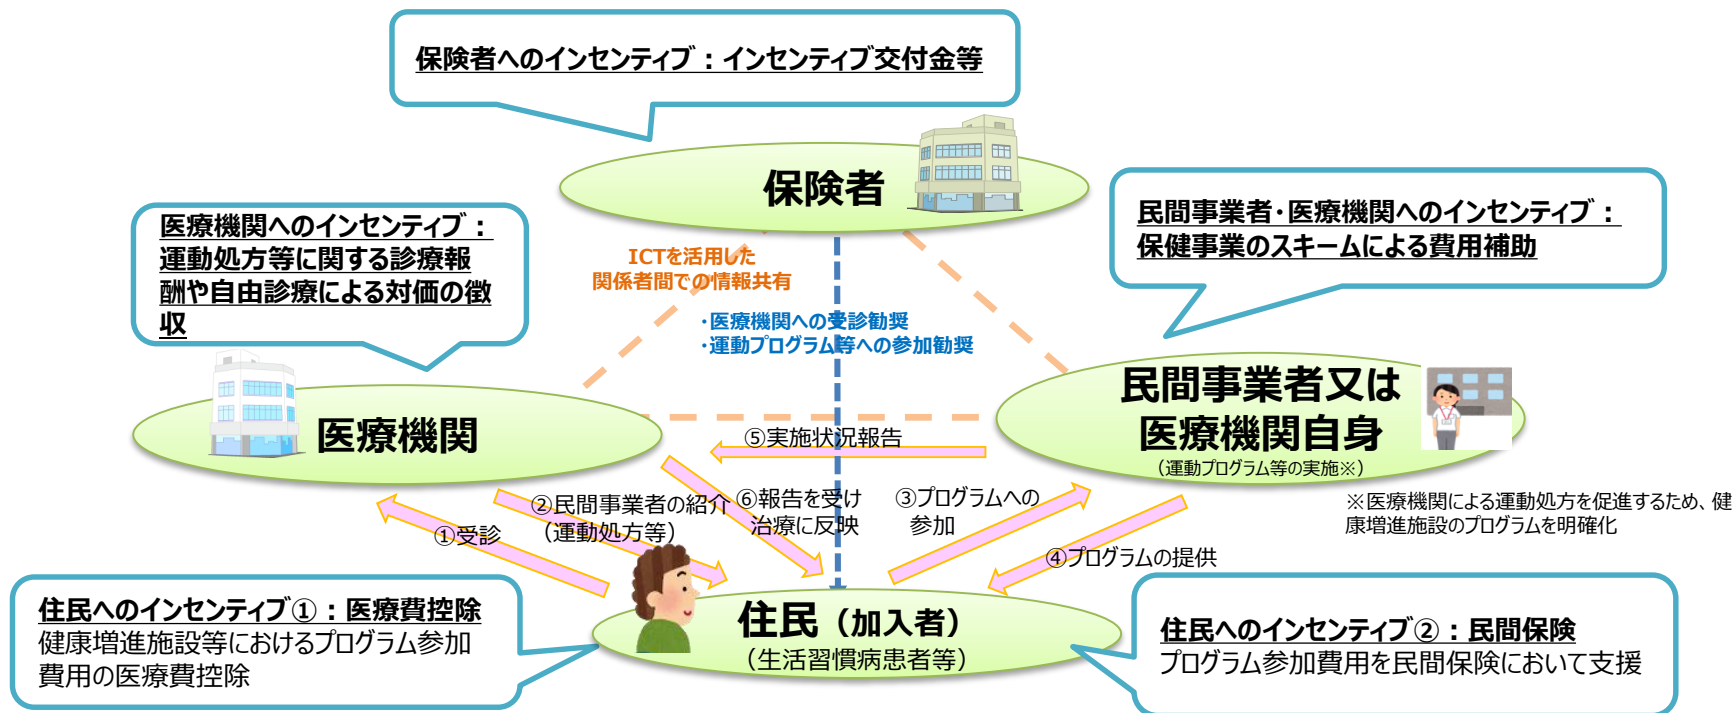 保険者へのインセンティブ：インセンティブ交付金等
保険者
医療機関へのインセンティブ：
運動処方等に関する診療報
酬や自由診療による対価の徴
収
民間事業者・医療機関へのインセンティブ：
保健事業のスキームによる費用補助
ICTを活用した
関係者間での情報共有
・医療機関への受診勧奨
・運動プログラム等への参加勧奨
医療機関
民間事業者又は
医療機関自身
（運動プログラム等の実施※）
⑤実施状況報告
①受診
②民間事業者の紹介
（運動処方等）
⑥報告を受け
治療に反映
③プログラムへの
参加
④プログラムの提供
※医療機関による運動処方を促進するため、健
康増進施設のプログラムを明確化
住民へのインセンティブ①：医療費控除
健康増進施設等におけるプログラム参加
費用の医療費控除
住民（加入者）
（生活習慣病患者等）
住民へのインセンティブ②：民間保険
プログラム参加費用を民間保険において支援